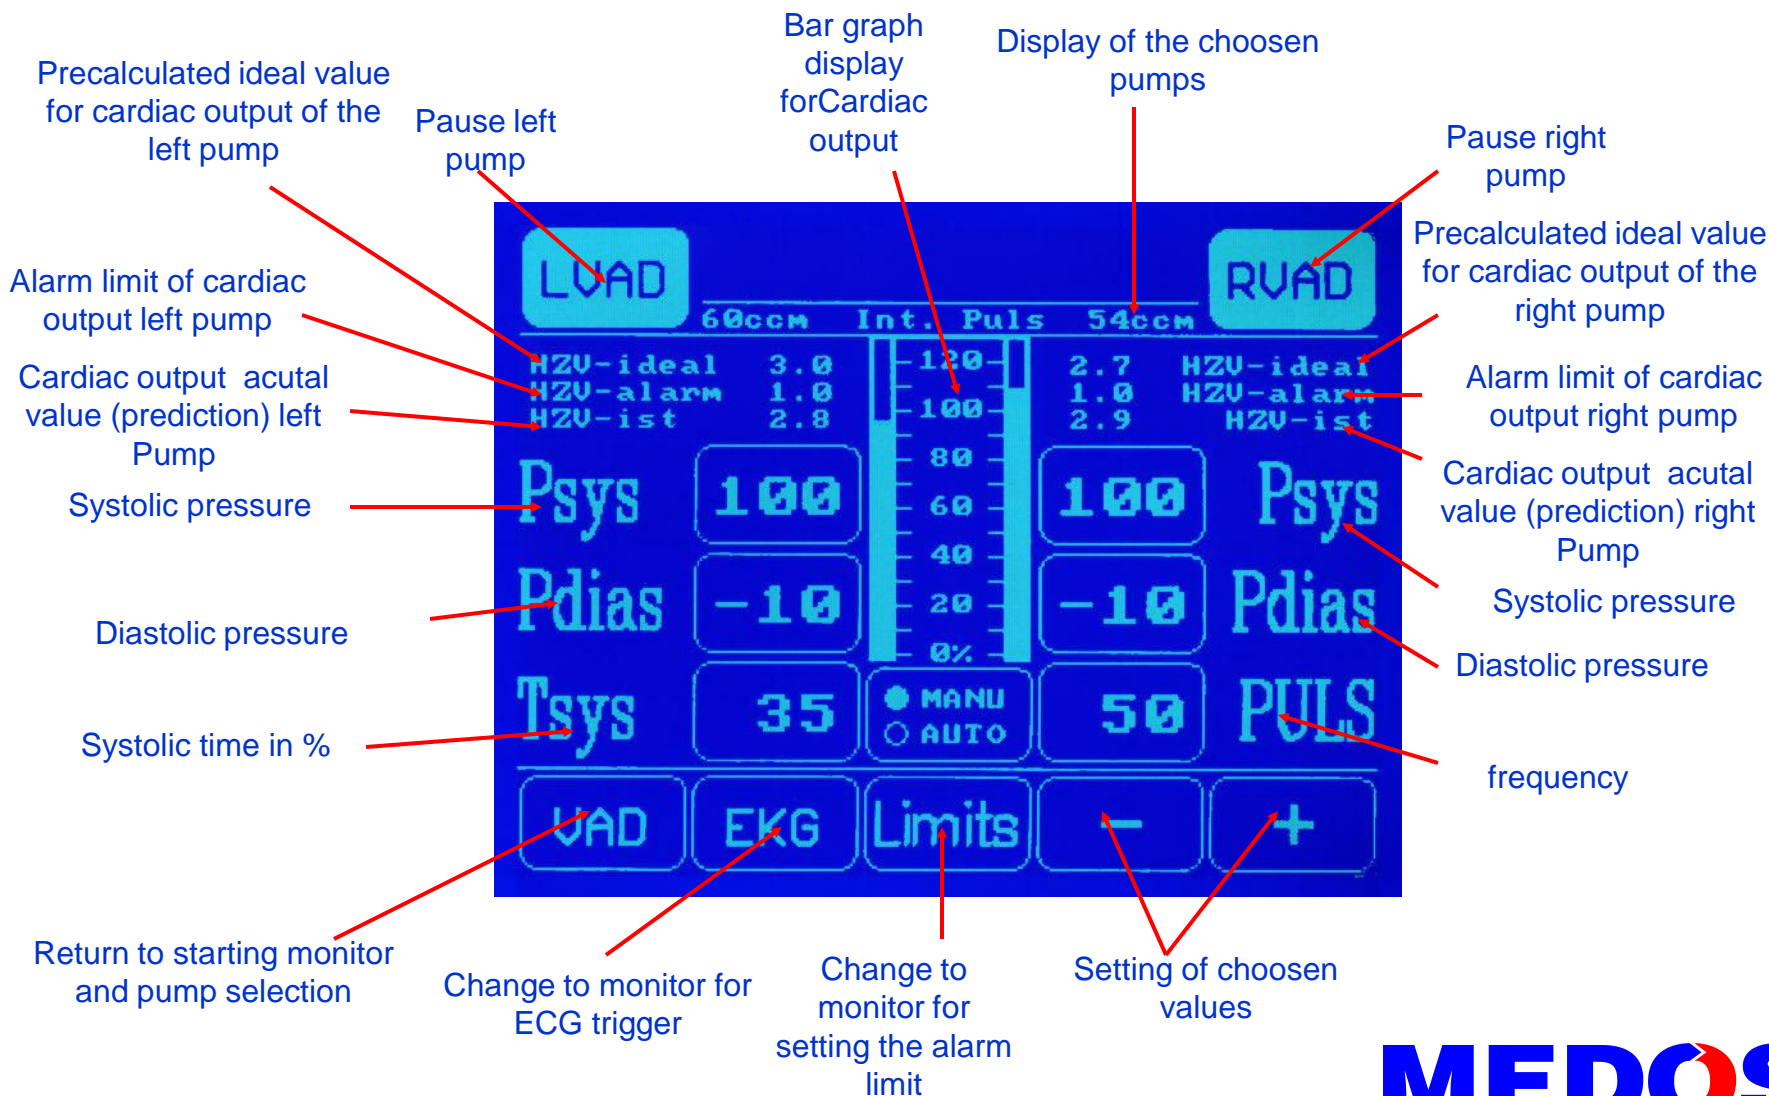 Bar graph
display
forCardiac
output
Display of the choosen
pumps
Precalculated ideal value
for cardiac output of the
left pump
Pause left
pump
Pause right
pump
Precalculated ideal value
for cardiac output of the
right pump
Alarm limit of cardiac
output left pump
Cardiac output  acutal
value (prediction) left
Pump
Systolic pressure
Diastolic pressure
Systolic time in %
Alarm limit of cardiac
output right pump
Cardiac output  acutal
value (prediction) right
Pump
Systolic pressure
Diastolic pressure
frequency
LVAD
RVAD
60ccm Int. Puls 54ccm
HZV-ideal 3.0
HZV-alarm 1.0
HZV-ist 2.8
120
100
80
60
40
20
0%
2.7 HZV-ideal
1.0 HZV-alarm
2.9 HZV-ist
Psys 100
100 Psys
Pdias -10
-10 Pdias
Tsys 35
MANU
AUTO
50 PULS
VAD EKG Limits - +
Return to starting monitor
and pump selection
Change to monitor for
ECG trigger
Change to
monitor for
setting the alarm
limit
Setting of choosen
values
MEDOS